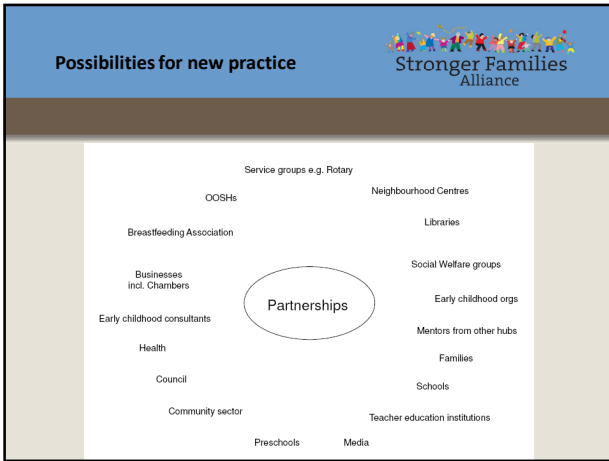 Possibilities for new practice
Stronger Families
Alliance
Service groups e.g. Rotary
OOSHs
Neighbourhood Centres
Libraries
Breastfeeding Association
Social Welfare groups
Businesses
incl. Chambers
Partnerships
Early childhood orgs
Early childhood consultants
Mentors from other hubs
Health
Families
Council
Schools
Community sector
Teacher education institutions
Preschools
Media